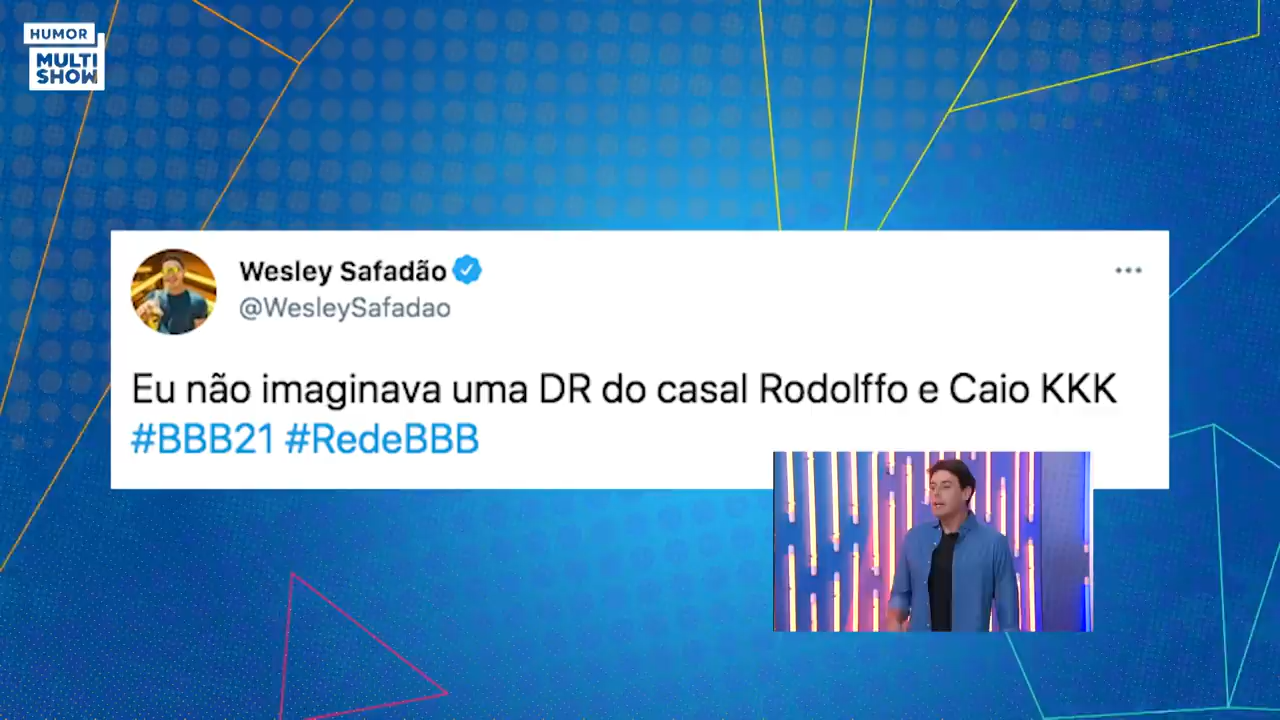 HUMOR
MULTI
SHOW
Wesley Safadão
@WesleySafadao
Eu não imaginava uma DR do casal Rodolffo e Caio KKK
#BBB21 #RedeBBB